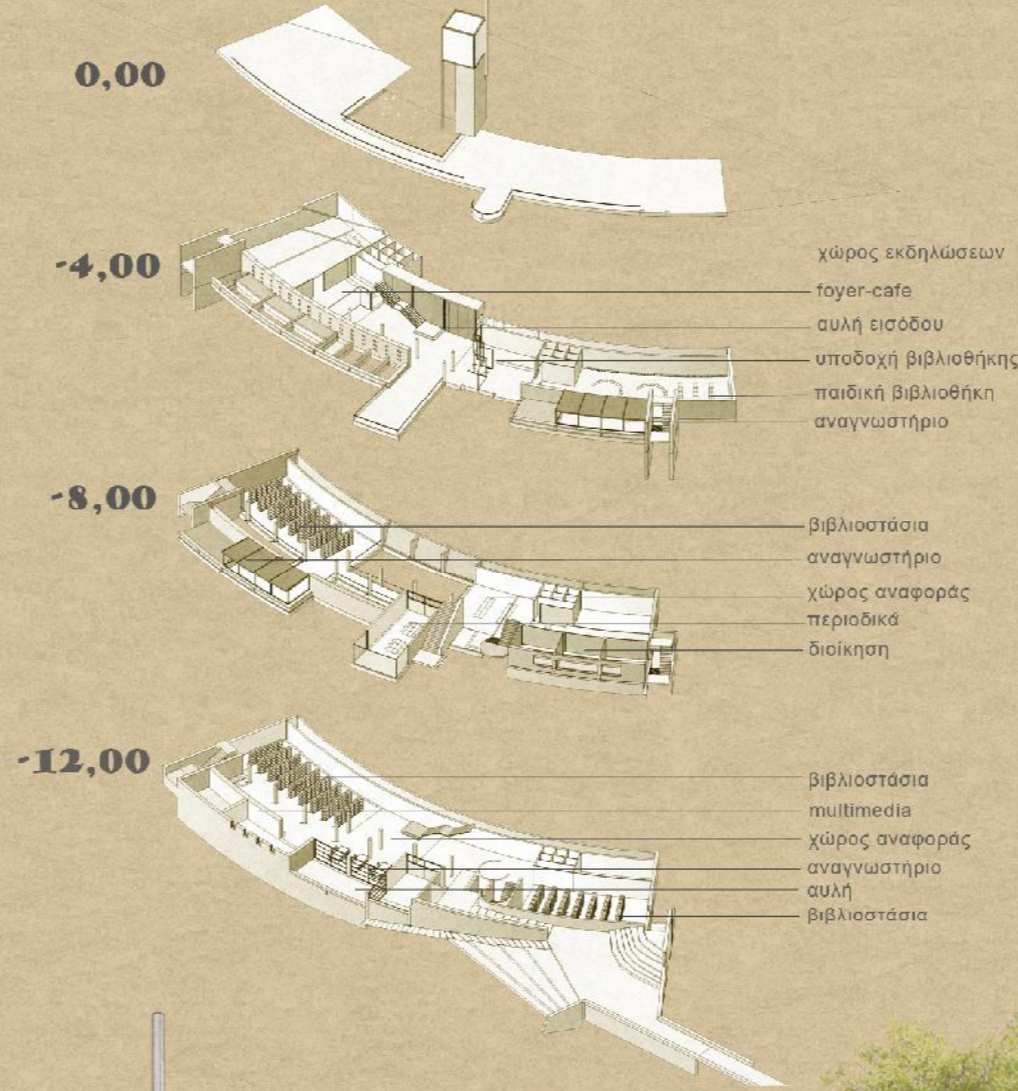 0,00
-4,00
χώρος εκδηλώσεων
foyer-cafe
αυλή εισόδου
υποδοχή βιβλιοθήκης
παιδική βιβλιοθήκη
αναγνωστήριο
-8,00
βιβλιοστάσια
αναγνωστήριο
χώρος αναφοράς
περιοδικά
διοίκηση
-12,00
βιβλιοστάσια
multimedia
χώρος αναφοράς
αναγνωστήριο
αυλή
βιβλιοστάσια